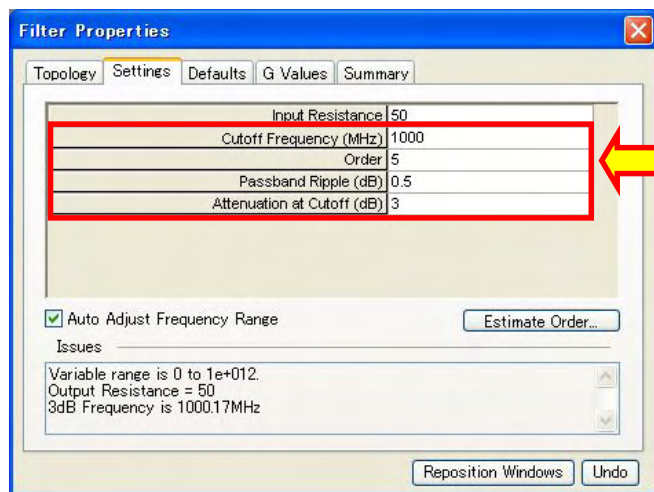 Filter Properties
Topology Settings Defaults G Values Summary
Input Resistance 50
Cutoff Frequency (MHz) 1000
Order 5
Passband Ripple (dB) 0.5
Attenuation at Cutoff (dB) 3
Auto Adjust Frequency Range
Estimate Order...
Issues
Variable range is 0 to 1e+012.
Output Resistance = 50
3dB Frequency is 1000.17MHz
Reposition Windows Undo